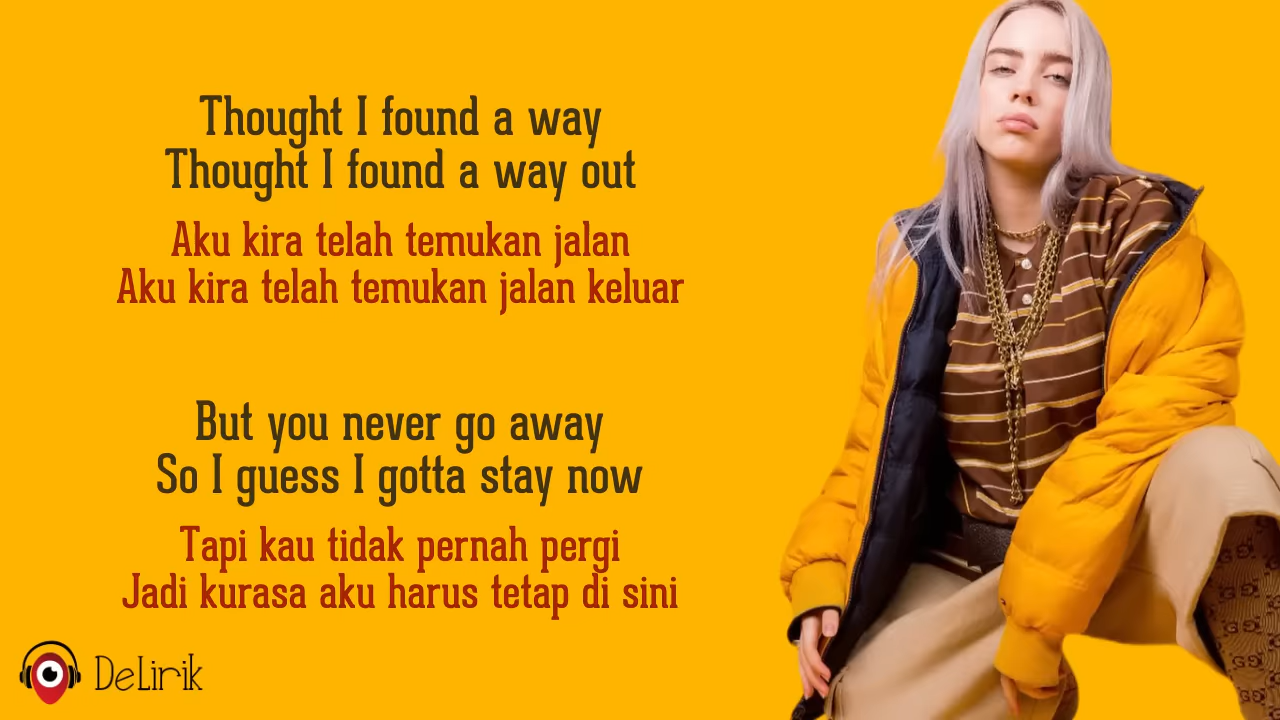 Thought I found a way
Thought I found a way out
Aku kira telah temukan jalan
Aku kira telah temukan jalan keluar
But you never go away
So I guess I gotta stay now
Tapi kau tidak pernah pergi
Jadi kurasa aku harus tetap di sini
DeLirik